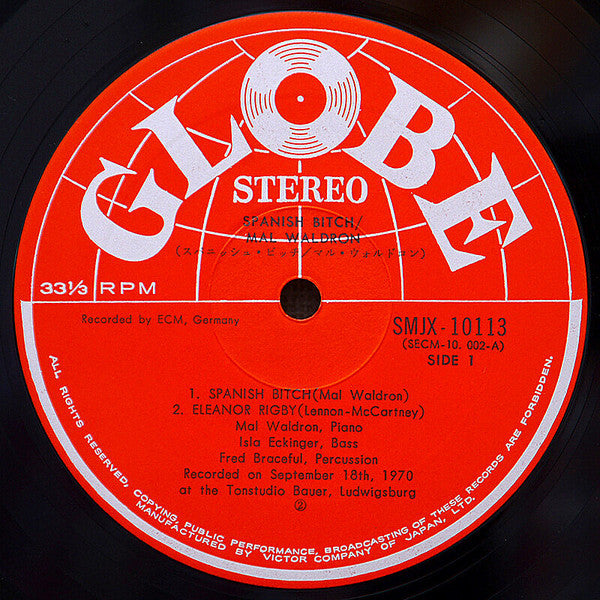 GLOBE
STEREO
SPANISH BITCH/
MAL WALDRON
(スパニッシュ・ビッチ/マル・ウォルドロン)
33⅓ RPM
Recorded by ECM, Germany
SMJX-10113
(SECM-10. 002-A)
SIDE 1
1. SPANISH BITCH(Mal Waldron)
2. ELEANOR RIGBY(Lennon-McCartney)
Mal Waldron, Piano
Isla Eckinger, Bass
Fred Braceful, Percussion
Recorded on September 18th, 1970
at the Tonstudio Bauer, Ludwigsburg
②
ALL RIGHTS RESERVED, COPYING, PUBLIC PERFORMANCE, BROADCASTING OF THESE RECORDS ARE FORBIDDEN.
MANUFACTURED BY VICTOR COMPANY OF JAPAN, LTD.